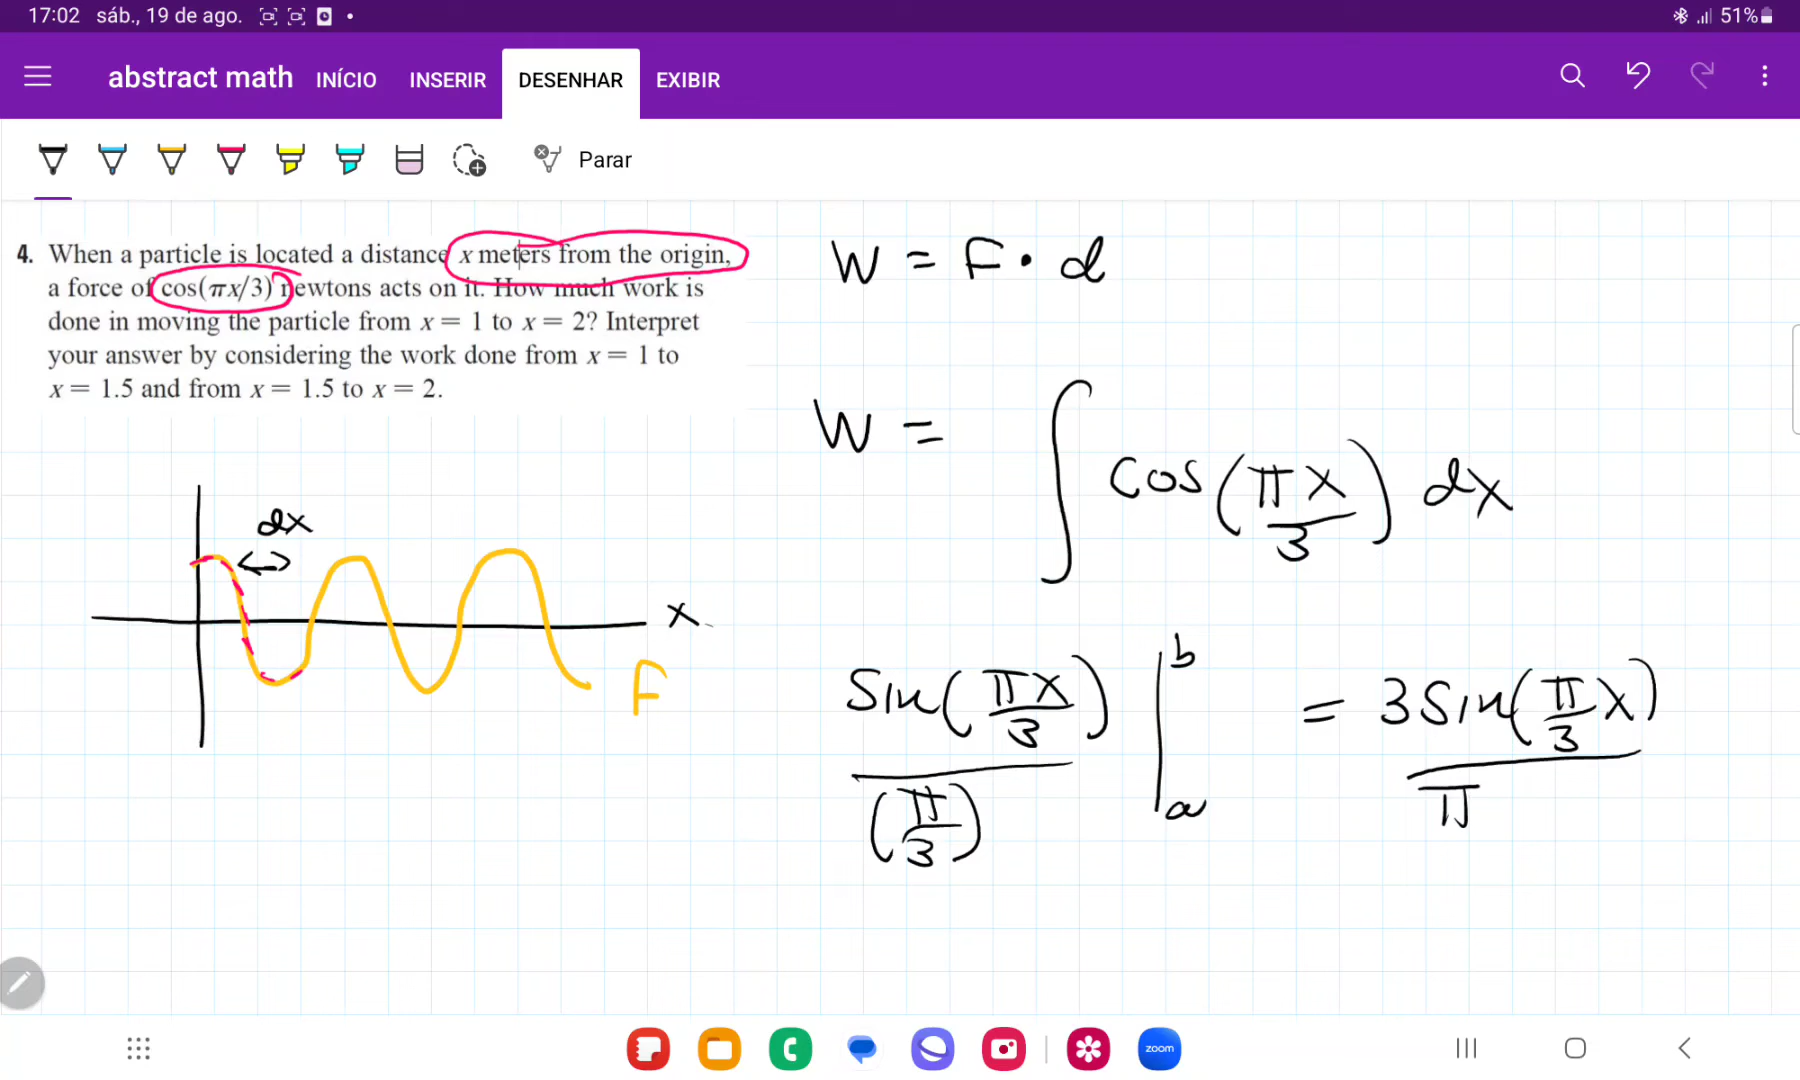 17:02 sáb., 19 de ago. 51%
abstract math INÍCIO INSERIR DESENHAR EXIBIR
Parar
4. When a particle is located a distance x meters from the origin,
a force of cos(πx/3) newtons acts on it. How much work is
done in moving the particle from x = 1 to x = 2? Interpret
your answer by considering the work done from x = 1 to
x = 1.5 and from x = 1.5 to x = 2.
W = F · d
W = ∫ cos(πx/3) dx
dx
x
F
sin(πx/3) / (π/3) |_a^b = 3 sin(π/3 x) / π
zoom